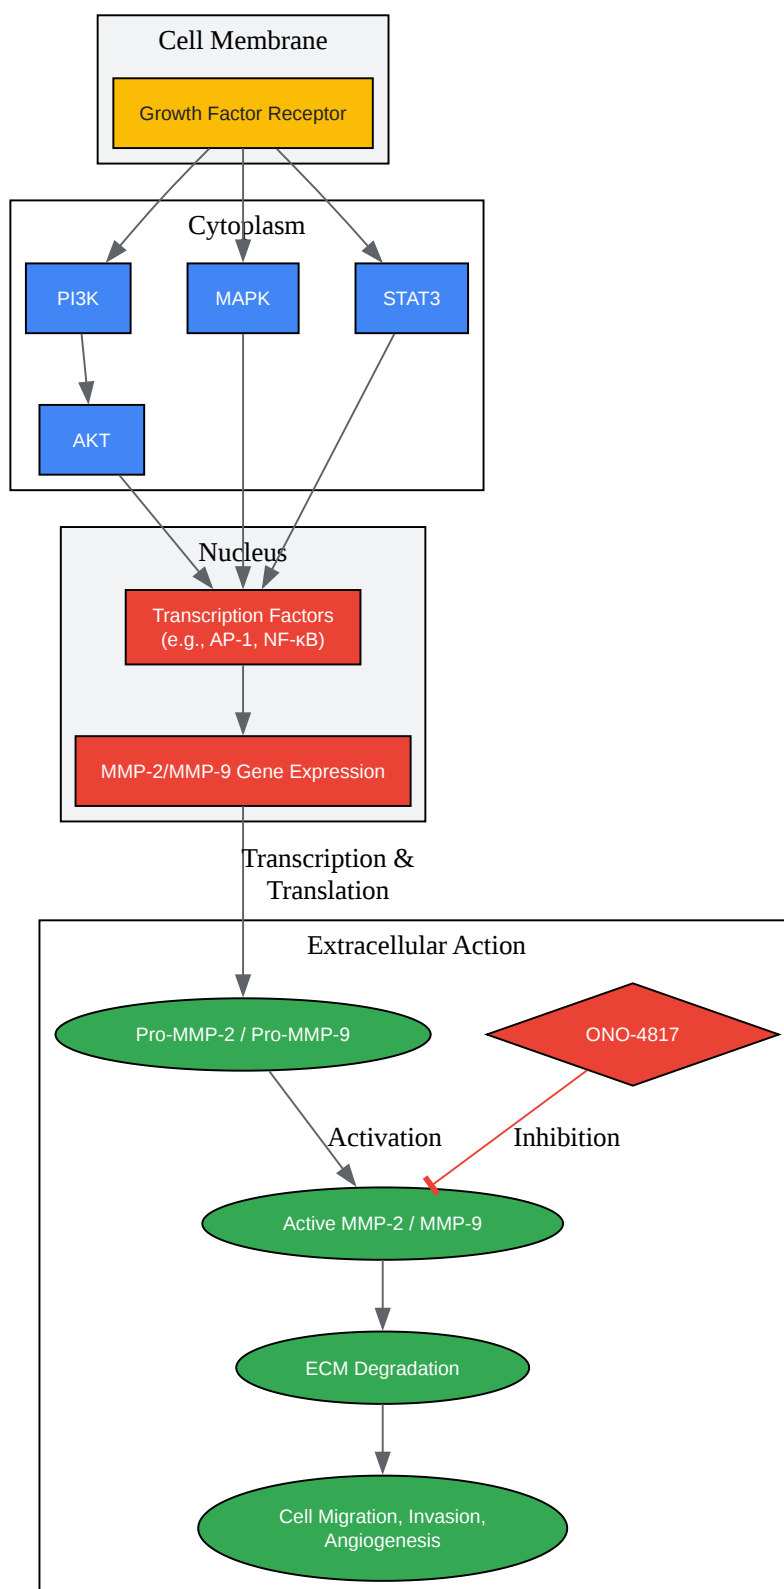 Cell Membrane
Growth Factor Receptor
Cytoplasm
PI3K
MAPK
STAT3
AKT
Nucleus
Transcription Factors
(e.g., AP-1, NF-κB)
MMP-2/MMP-9 Gene Expression
Transcription &
Translation
Extracellular Action
Pro-MMP-2 / Pro-MMP-9
ONO-4817
Activation
Inhibition
Active MMP-2 / MMP-9
ECM Degradation
Cell Migration, Invasion,
Angiogenesis